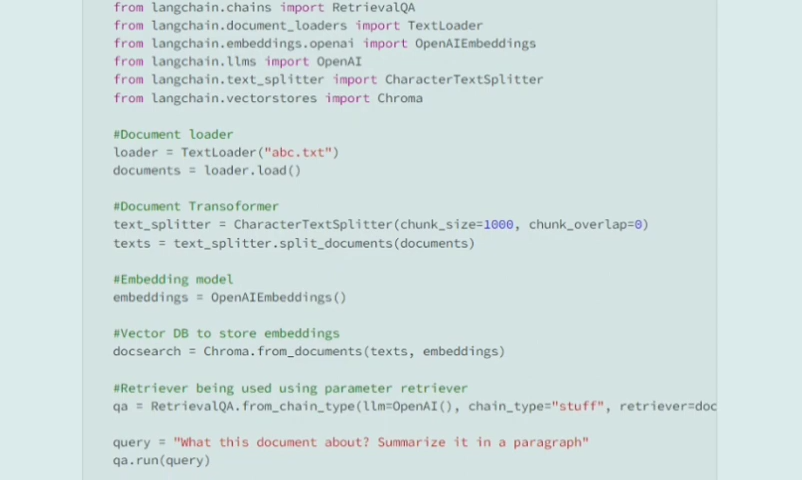 from langchain.chains import RetrievalQA
from langchain.document_loaders import TextLoader
from langchain.embeddings.openai import OpenAIEmbeddings
from langchain.llms import OpenAI
from langchain.text_splitter import CharacterTextSplitter
from langchain.vectorstores import Chroma
#Document loader
loader = TextLoader("abc.txt")
documents = loader.load()
#Document Transoformer
text_splitter = CharacterTextSplitter(chunk_size=1000, chunk_overlap=0)
texts = text_splitter.split_documents(documents)
#Embedding model
embeddings = OpenAIEmbeddings()
#Vector DB to store embeddings
docsearch = Chroma.from_documents(texts, embeddings)
#Retriever being used using parameter retriever
qa = RetrievalQA.from_chain_type(llm=OpenAI(), chain_type="stuff", retriever=doc
query = "What this document about? Summarize it in a paragraph"
qa.run(query)